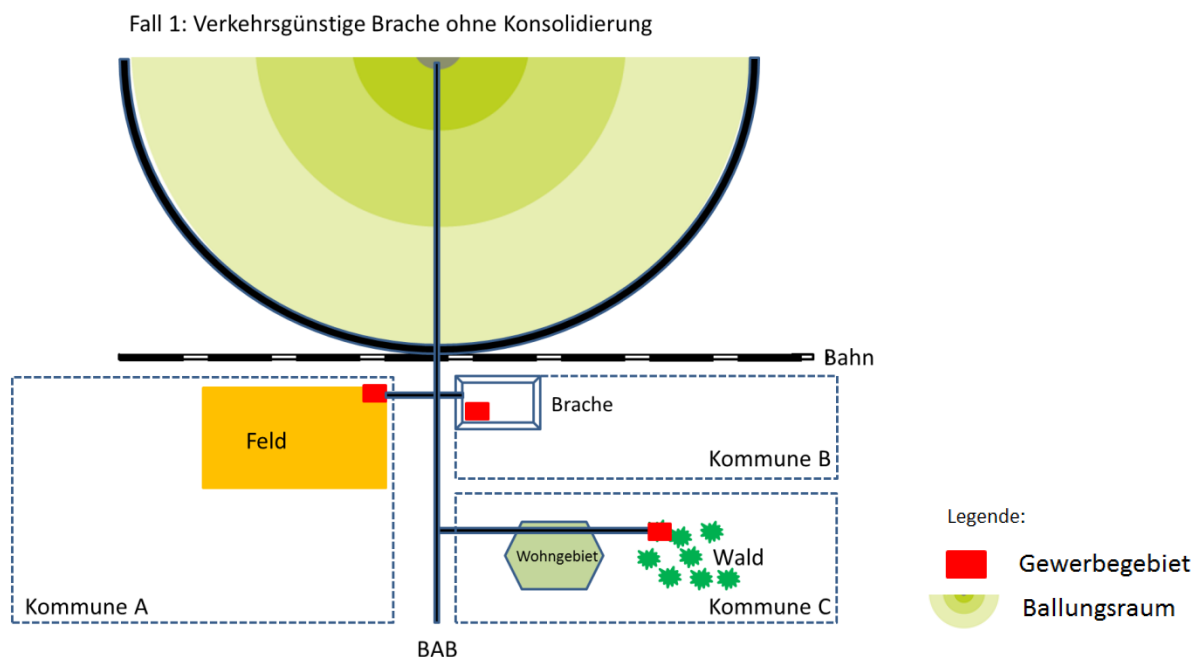 Fall 1: Verkehrsgünstige Brache ohne Konsolidierung
Bahn
Brache
Feld
Kommune B
Legende:
Wohngebiet
Wald
Gewerbegebiet
Kommune A
Kommune C
Ballungsraum
BAB